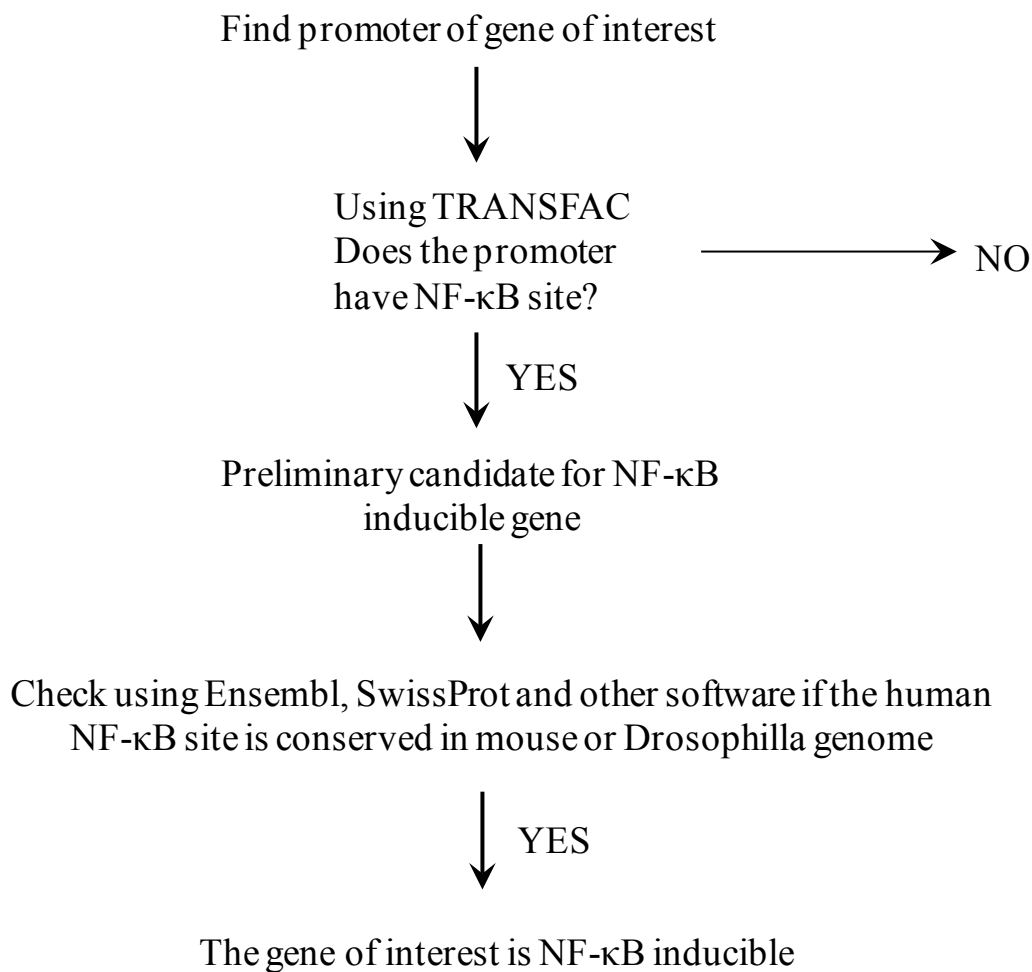 Find promoter of gene of interest
Using TRANSFAC
Does the promoter
have NF-κB site?
NO
YES
Preliminary candidate for NF-κB
inducible gene
Check using Ensembl, SwissProt and other software if the human
NF-κB site is conserved in mouse or Drosophilla genome
YES
The gene of interest is NF-κB inducible